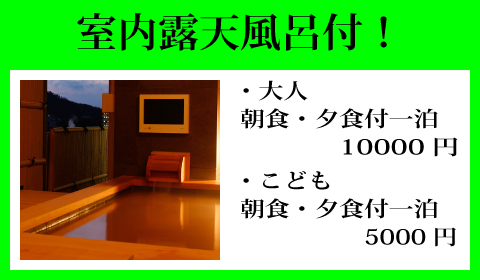 室内露天風呂付！
・大人
朝食・夕食付一泊
10000 円
・こども
朝食・夕食付一泊
5000 円